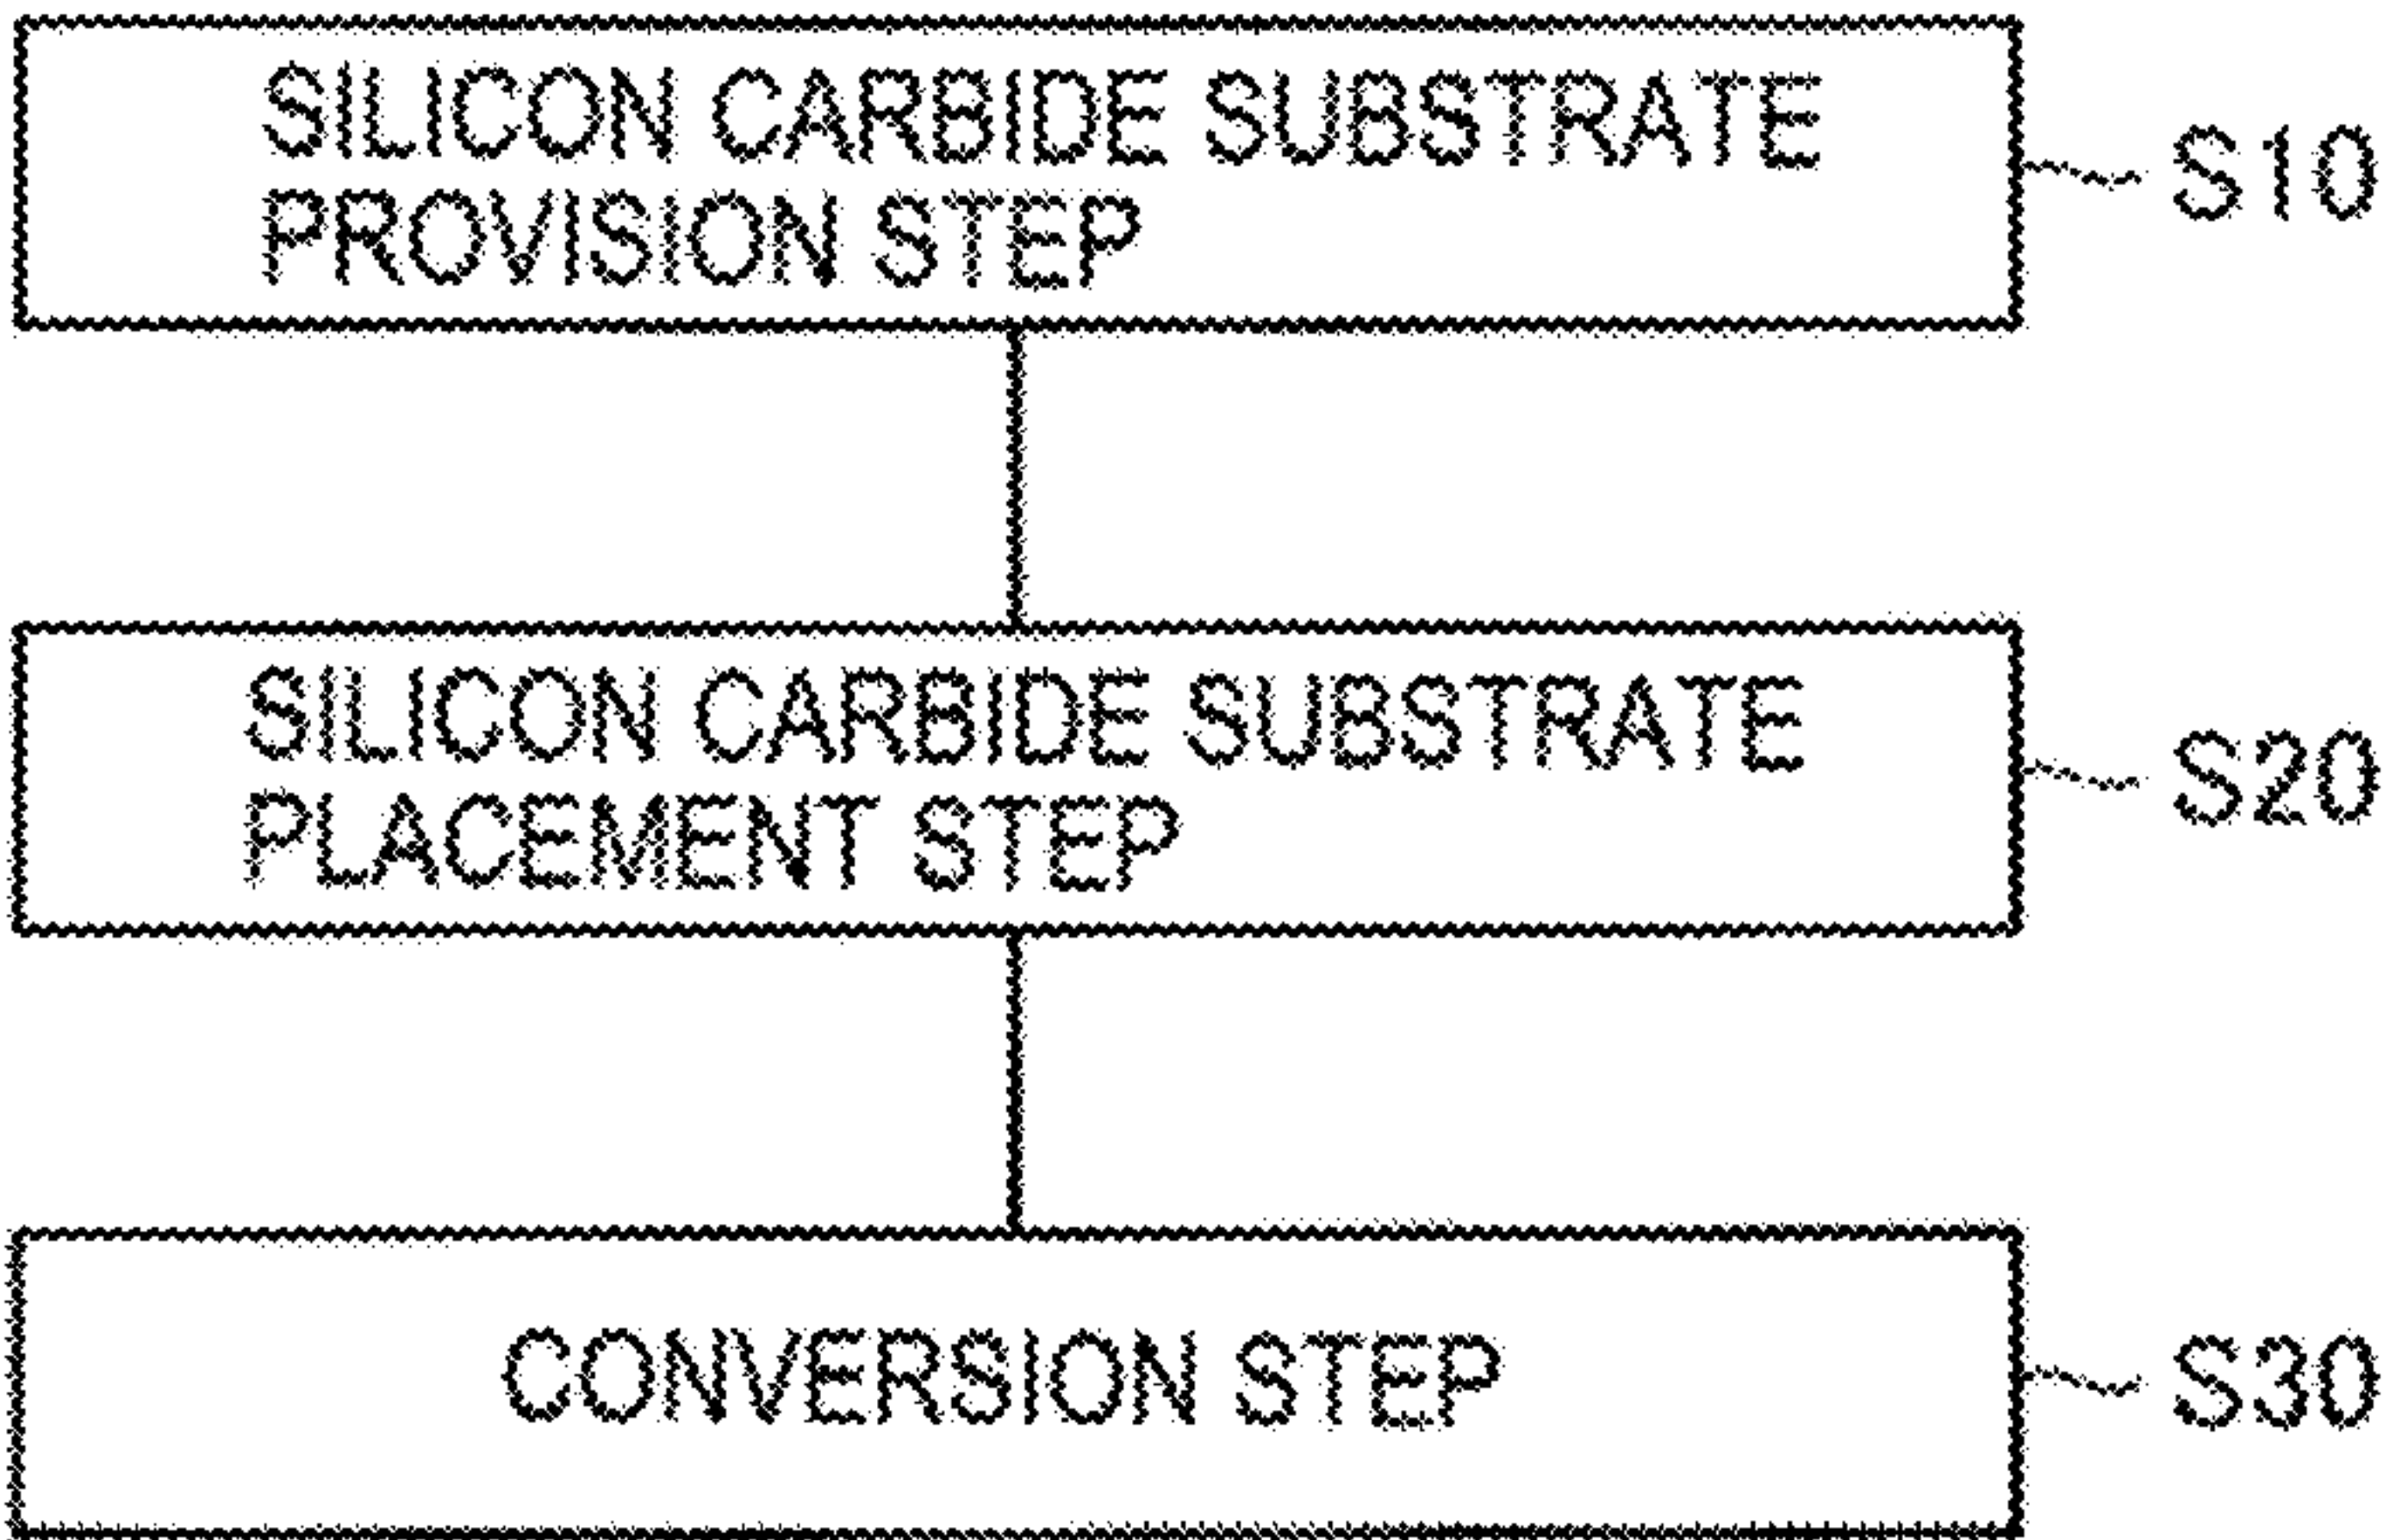 SILICON CARBIDE SUBSTRATE
PROVISION STEP
S10
SILICON CARBIDE SUBSTRATE
PLACEMENT STEP
S20
CONVERSION STEP
S30